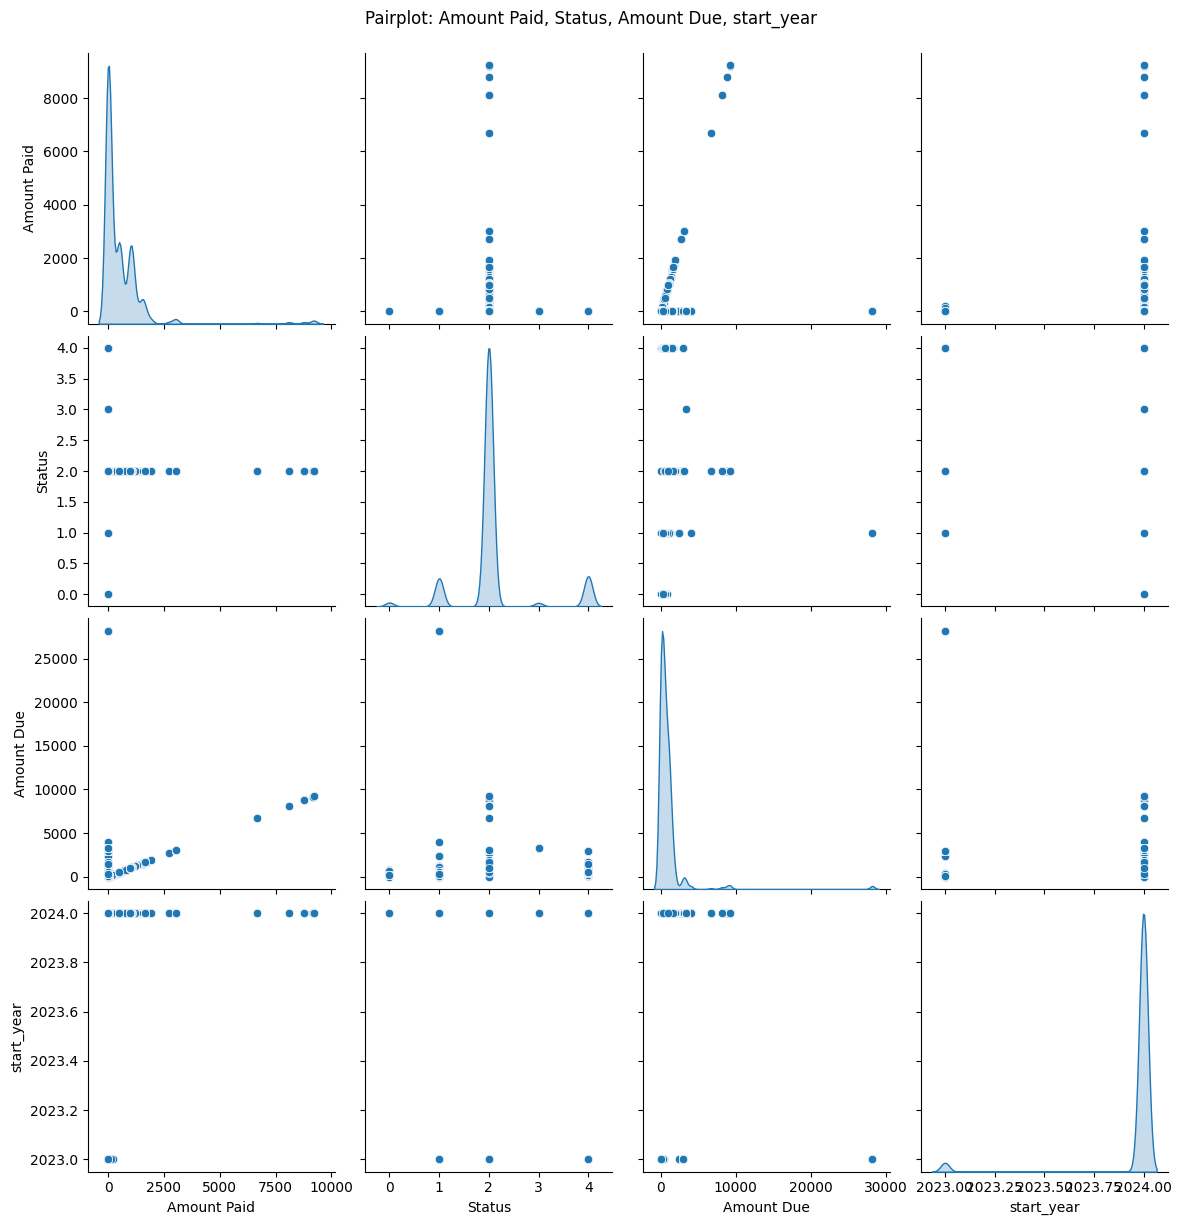 Pairplot: Amount Paid, Status, Amount Due, start_year
Amount Paid
8000
6000
4000
2000
0
Status
4.0
3.5
3.0
2.5
2.0
1.5
1.0
0.5
0.0
Amount Due
25000
20000
15000
10000
5000
0
start_year
2024.0
2023.8
2023.6
2023.4
2023.2
2023.0
0 2500 5000 7500 10000
Amount Paid
0 1 2 3 4
Status
0 10000 20000 30000
Amount Due
2023.00 2023.25 2023.50 2023.75 2024.00
start_year